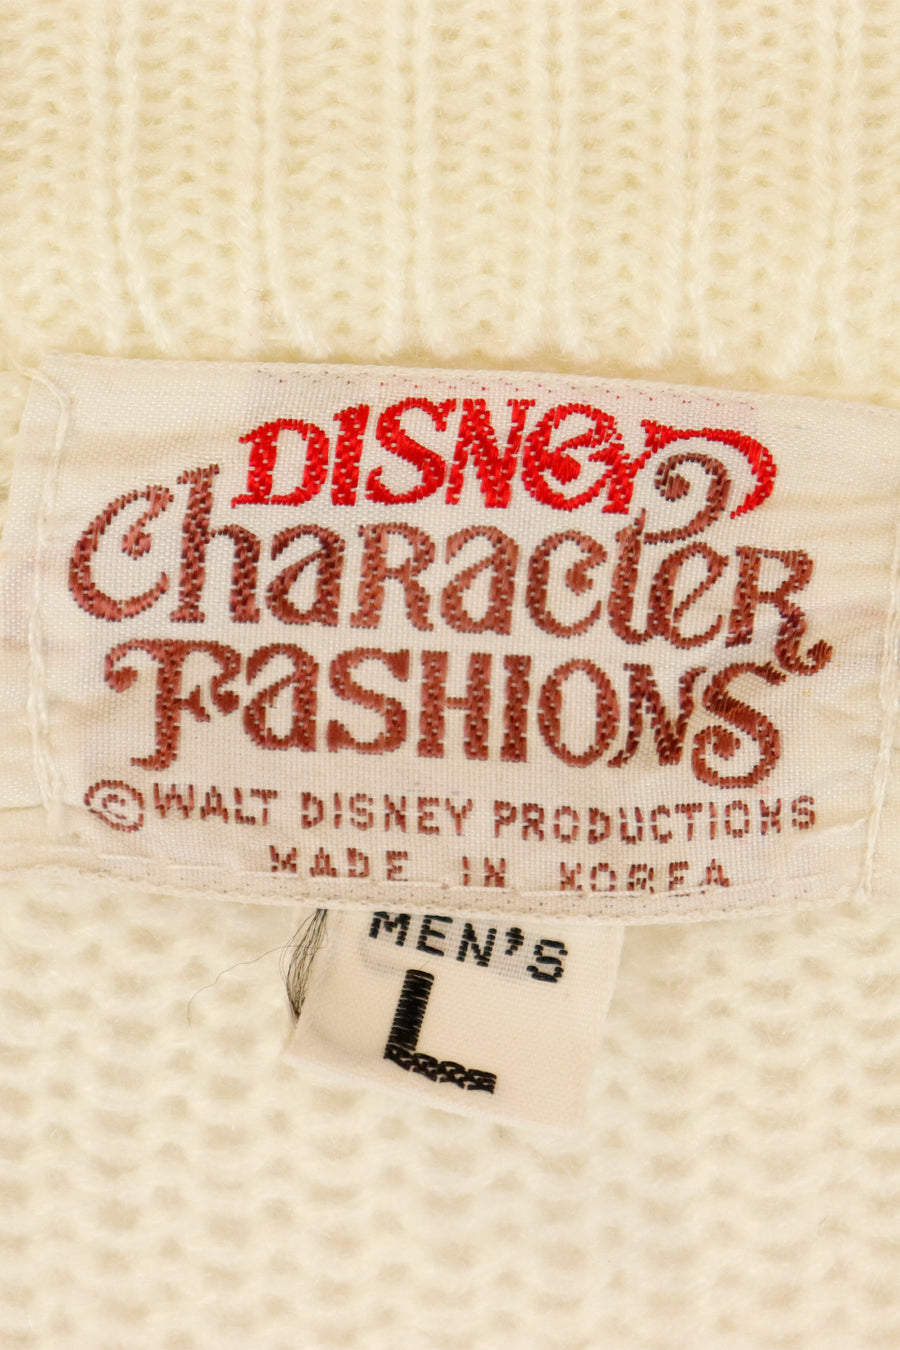 DISNEY
Character
Fashions
© WALT DISNEY PRODUCTIONS
MADE IN KOREA
MEN'S
L